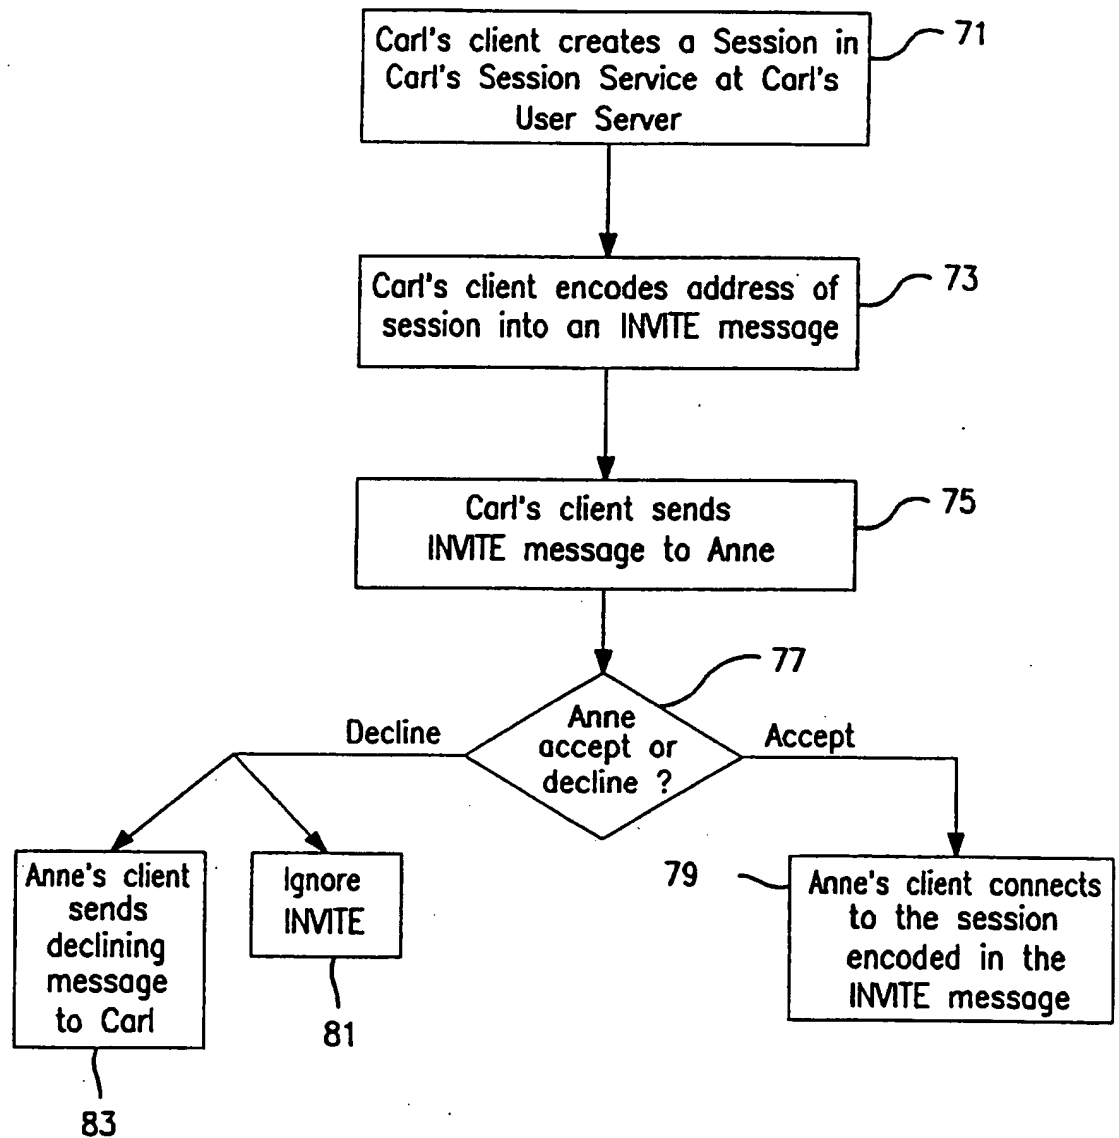 Carl's client creates a Session in
Carl's Session Service at Carl's
User Server
71
Carl's client encodes address of
session into an INVITE message
73
Carl's client sends
INVITE message to Anne
75
77
Anne
accept or
decline ?
Decline
Accept
Anne's client
sends
declining
message
to Carl
83
Ignore
INVITE
81
79
Anne's client connects
to the session
encoded in the
INVITE message